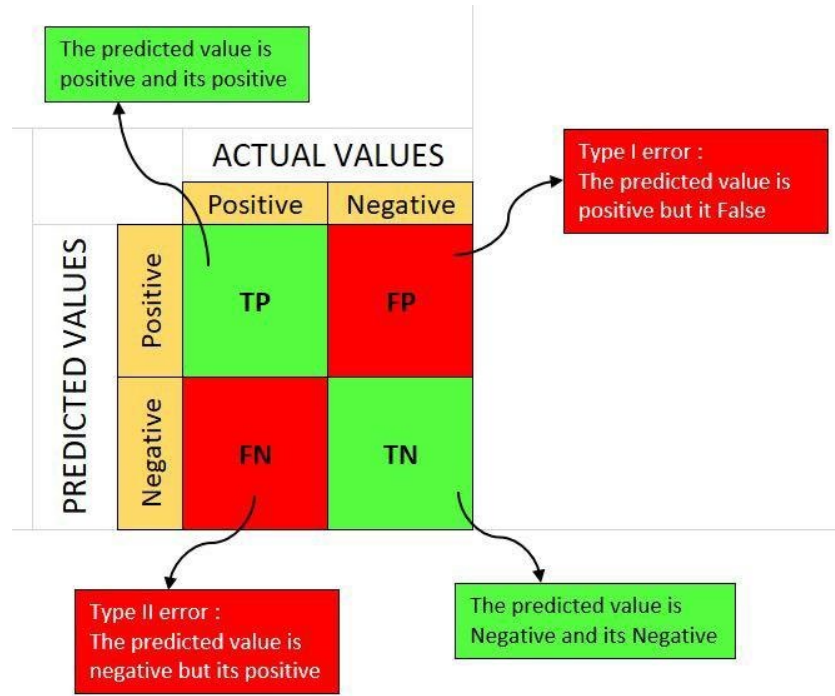 The predicted value is
positive and its positive
ACTUAL VALUES
Type I error :
The predicted value is
positive but it False
Positive Negative
PREDICTED VALUES
Positive
TP FP
Negative
FN TN
Type II error :
The predicted value is
negative but its positive
The predicted value is
Negative and its Negative